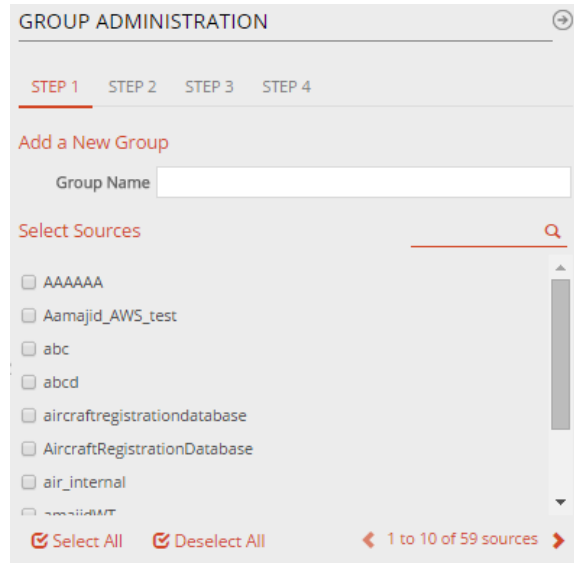 GROUP ADMINISTRATION
STEP 1 STEP 2 STEP 3 STEP 4
Add a New Group
Group Name
Select Sources
AAAAAA
Aamajid_AWS_test
abc
abcd
aircraftregistrationdatabase
AircraftRegistrationDatabase
air_internal
amajidWT
Select All Deselect All 1 to 10 of 59 sources